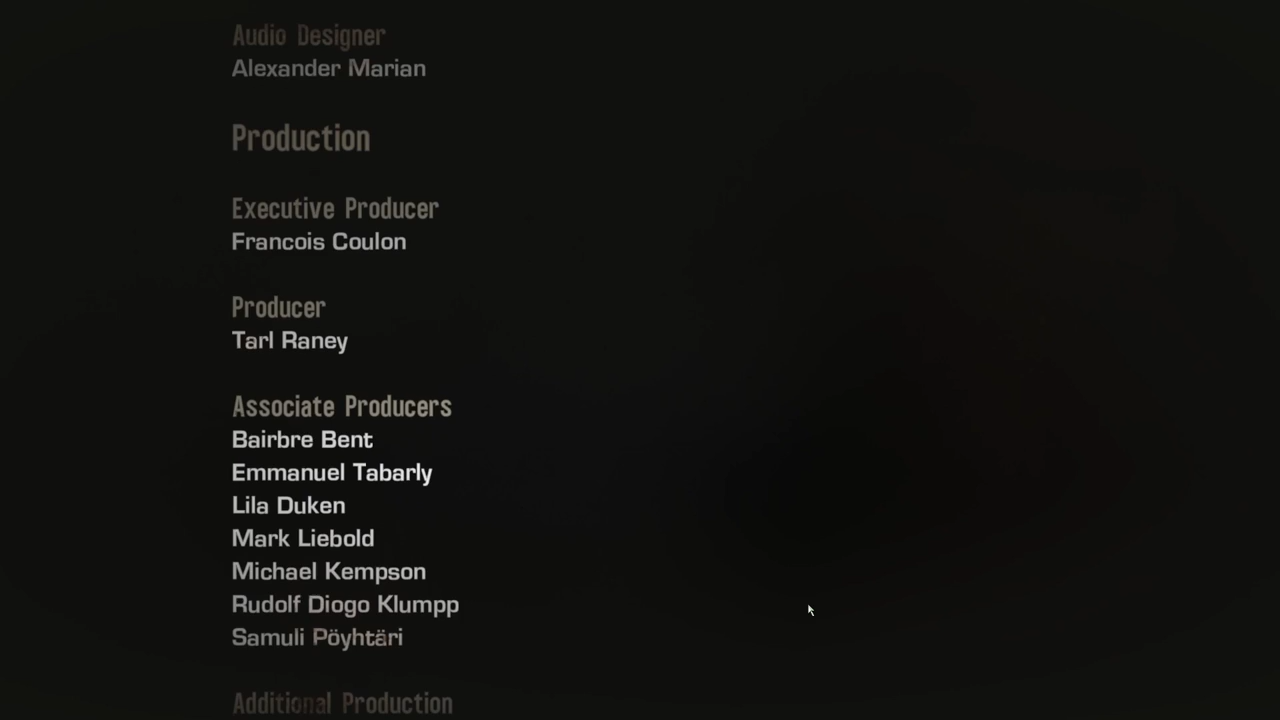 Audio Designer
Alexander Marian
Production
Executive Producer
Francois Coulon
Producer
Tarl Raney
Associate Producers
Bairbre Bent
Emmanuel Tabarly
Lila Duken
Mark Liebold
Michael Kempson
Rudolf Diogo Klumpp
Samuli Pöyhtäri
Additional Production